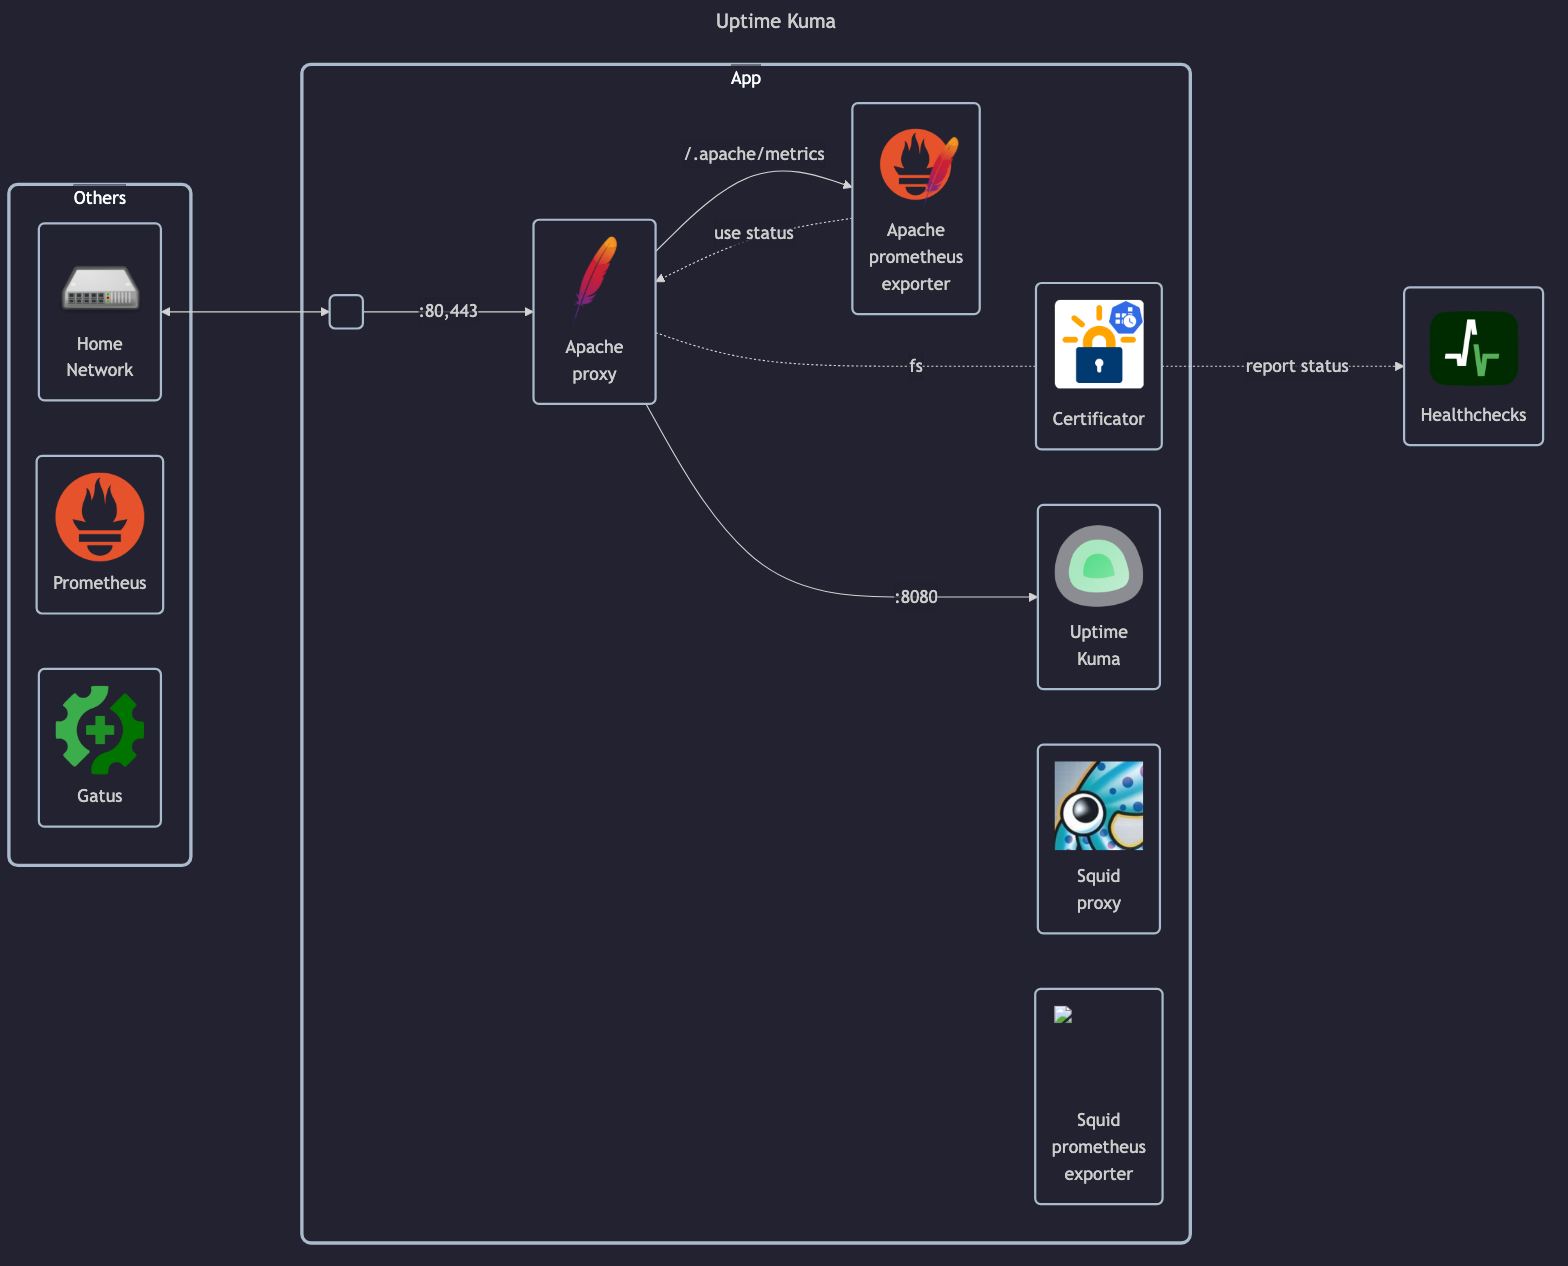 Uptime Kuma
App
Others
Home
Network
Prometheus
Gatus
:80,443
Apache
proxy
/.apache/metrics
use status
Apache
prometheus
exporter
fs
Certificator
report status
Healthchecks
:8080
Uptime
Kuma
Squid
proxy
Squid
prometheus
exporter